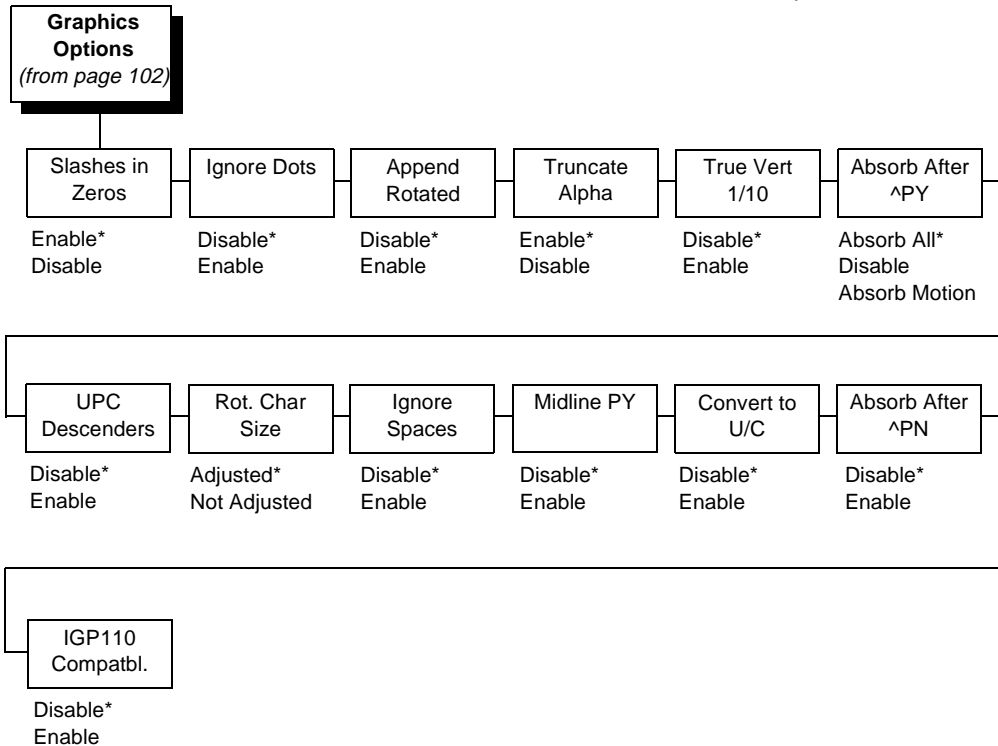 Graphics
Options
(from page 102)
Slashes in
Zeros
Enable*
Disable
Ignore Dots
Disable*
Enable
Append
Rotated
Disable*
Enable
Truncate
Alpha
Enable*
Disable
True Vert
1/10
Disable*
Enable
Absorb After
^PY
Absorb All*
Disable
Absorb Motion
UPC
Descenders
Disable*
Enable
Rot. Char
Size
Adjusted*
Not Adjusted
Ignore
Spaces
Disable*
Enable
Midline PY
Disable*
Enable
Convert to
U/C
Disable*
Enable
Absorb After
^PN
Disable*
Enable
IGP110
Compatbl.
Disable*
Enable